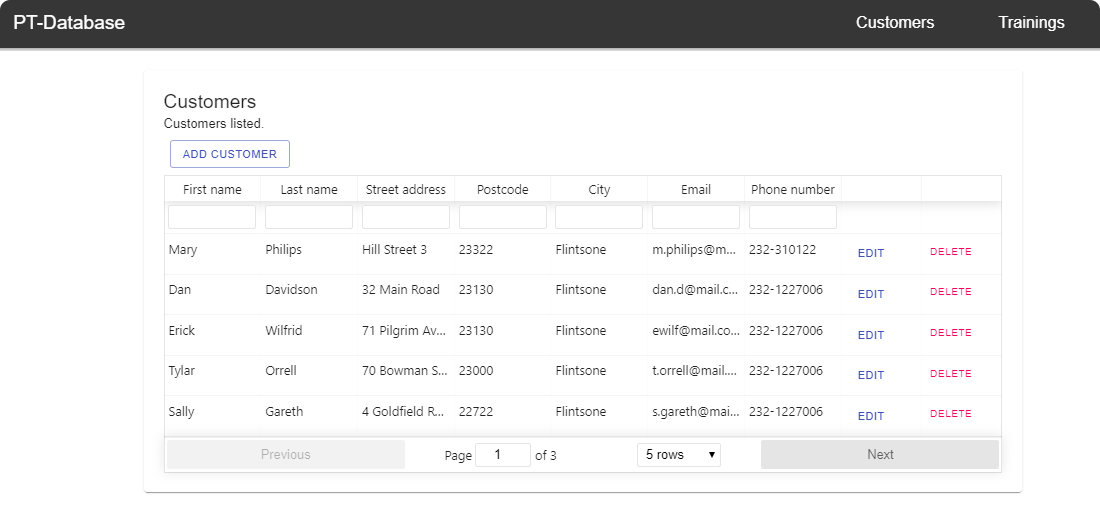 PT-Database Customers Trainings
Customers
Customers listed.
ADD CUSTOMER
First name Last name Street address Postcode City Email Phone number
Mary Philips Hill Street 3 23322 Flintsone m.philips@m... 232-310122 EDIT DELETE
Dan Davidson 32 Main Road 23130 Flintsone dan.d@mail.c... 232-1227006 EDIT DELETE
Erick Wilfrid 71 Pilgrim Av... 23130 Flintsone ewilf@mail.co... 232-1227006 EDIT DELETE
Tylar Orrell 70 Bowman S... 23000 Flintsone t.orrell@mail.... 232-1227006 EDIT DELETE
Sally Gareth 4 Goldfield R... 22722 Flintsone s.gareth@mai... 232-1227006 EDIT DELETE
Previous Page 1 of 3 5 rows Next